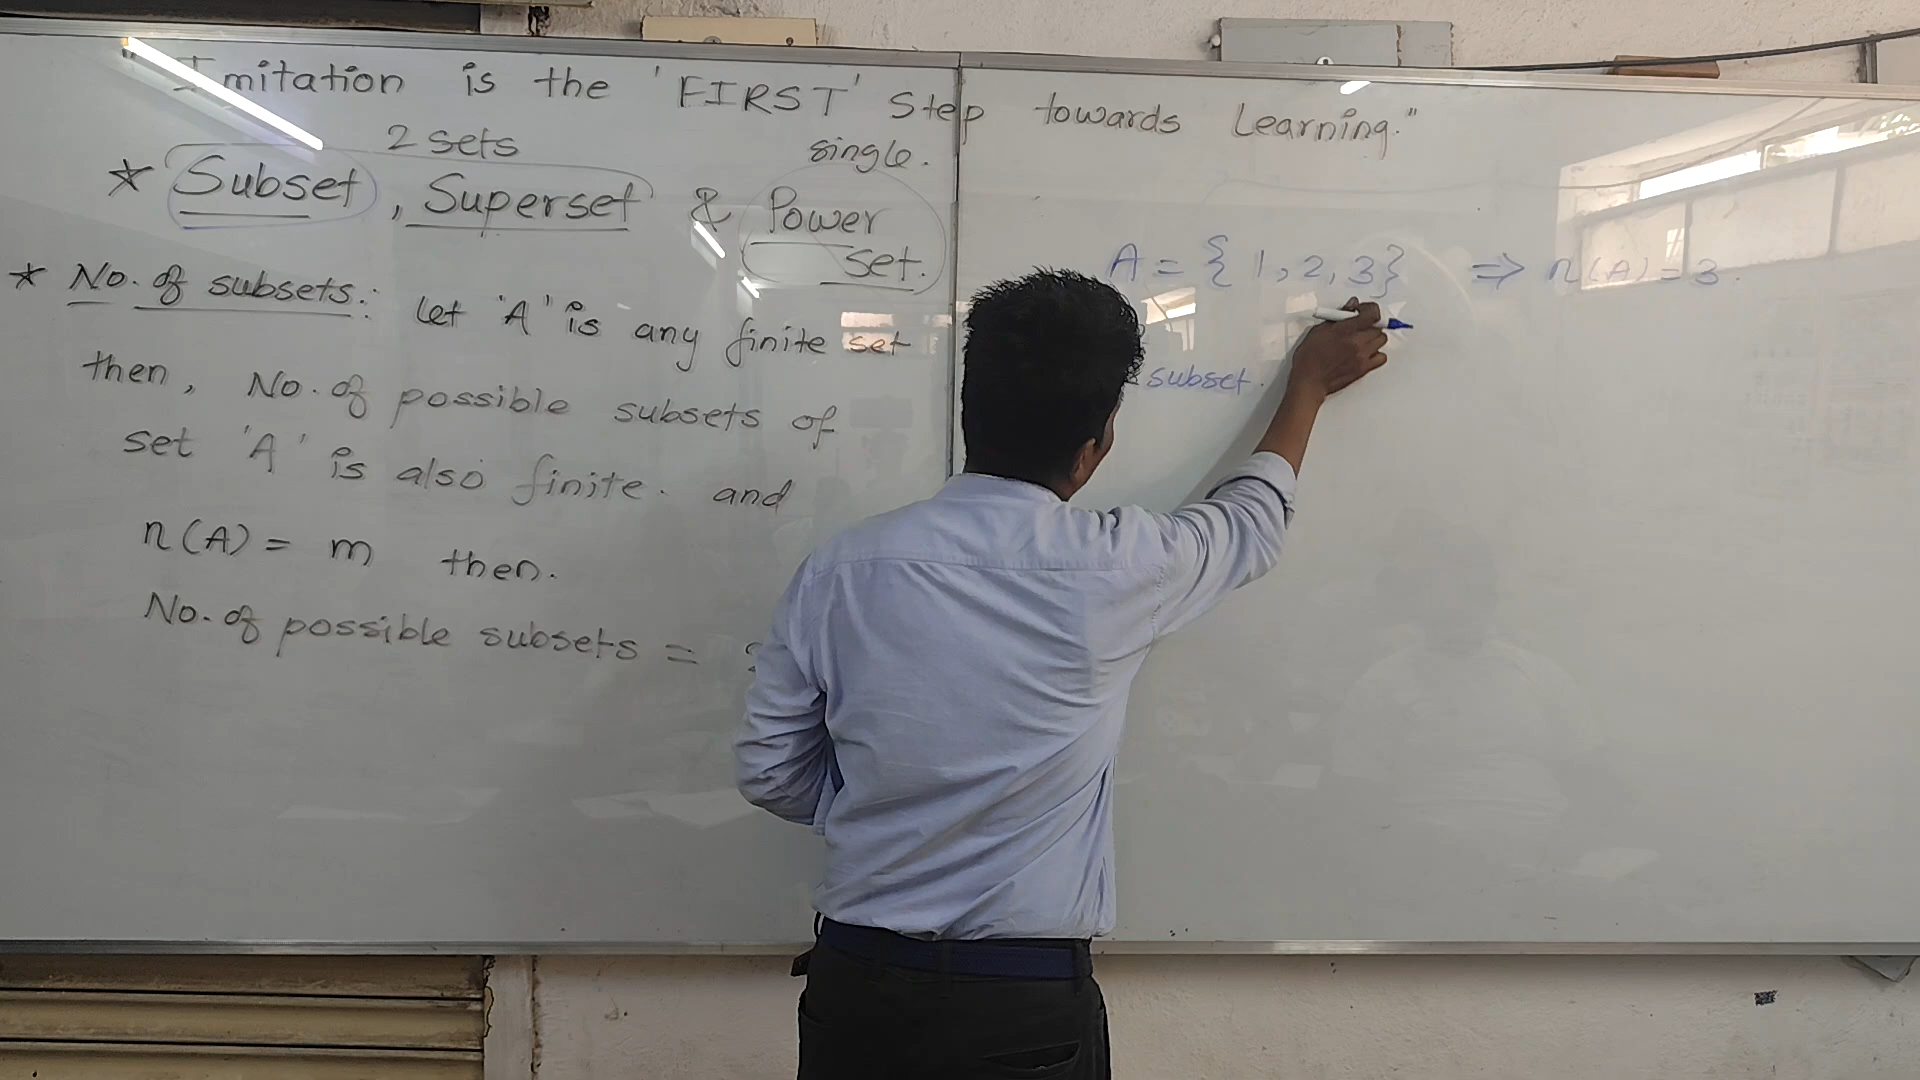 "Imitation is the 'FIRST' Step towards Learning."
2 sets single.
* Subset, Superset & Power set.
* No. of subsets: Let 'A' is any finite set
then, No. of possible subsets of
set 'A' is also finite. and
n(A) = m then.
No. of possible subsets =
A = { 1, 2, 3} ⇒ n(A) = 3.
subset.